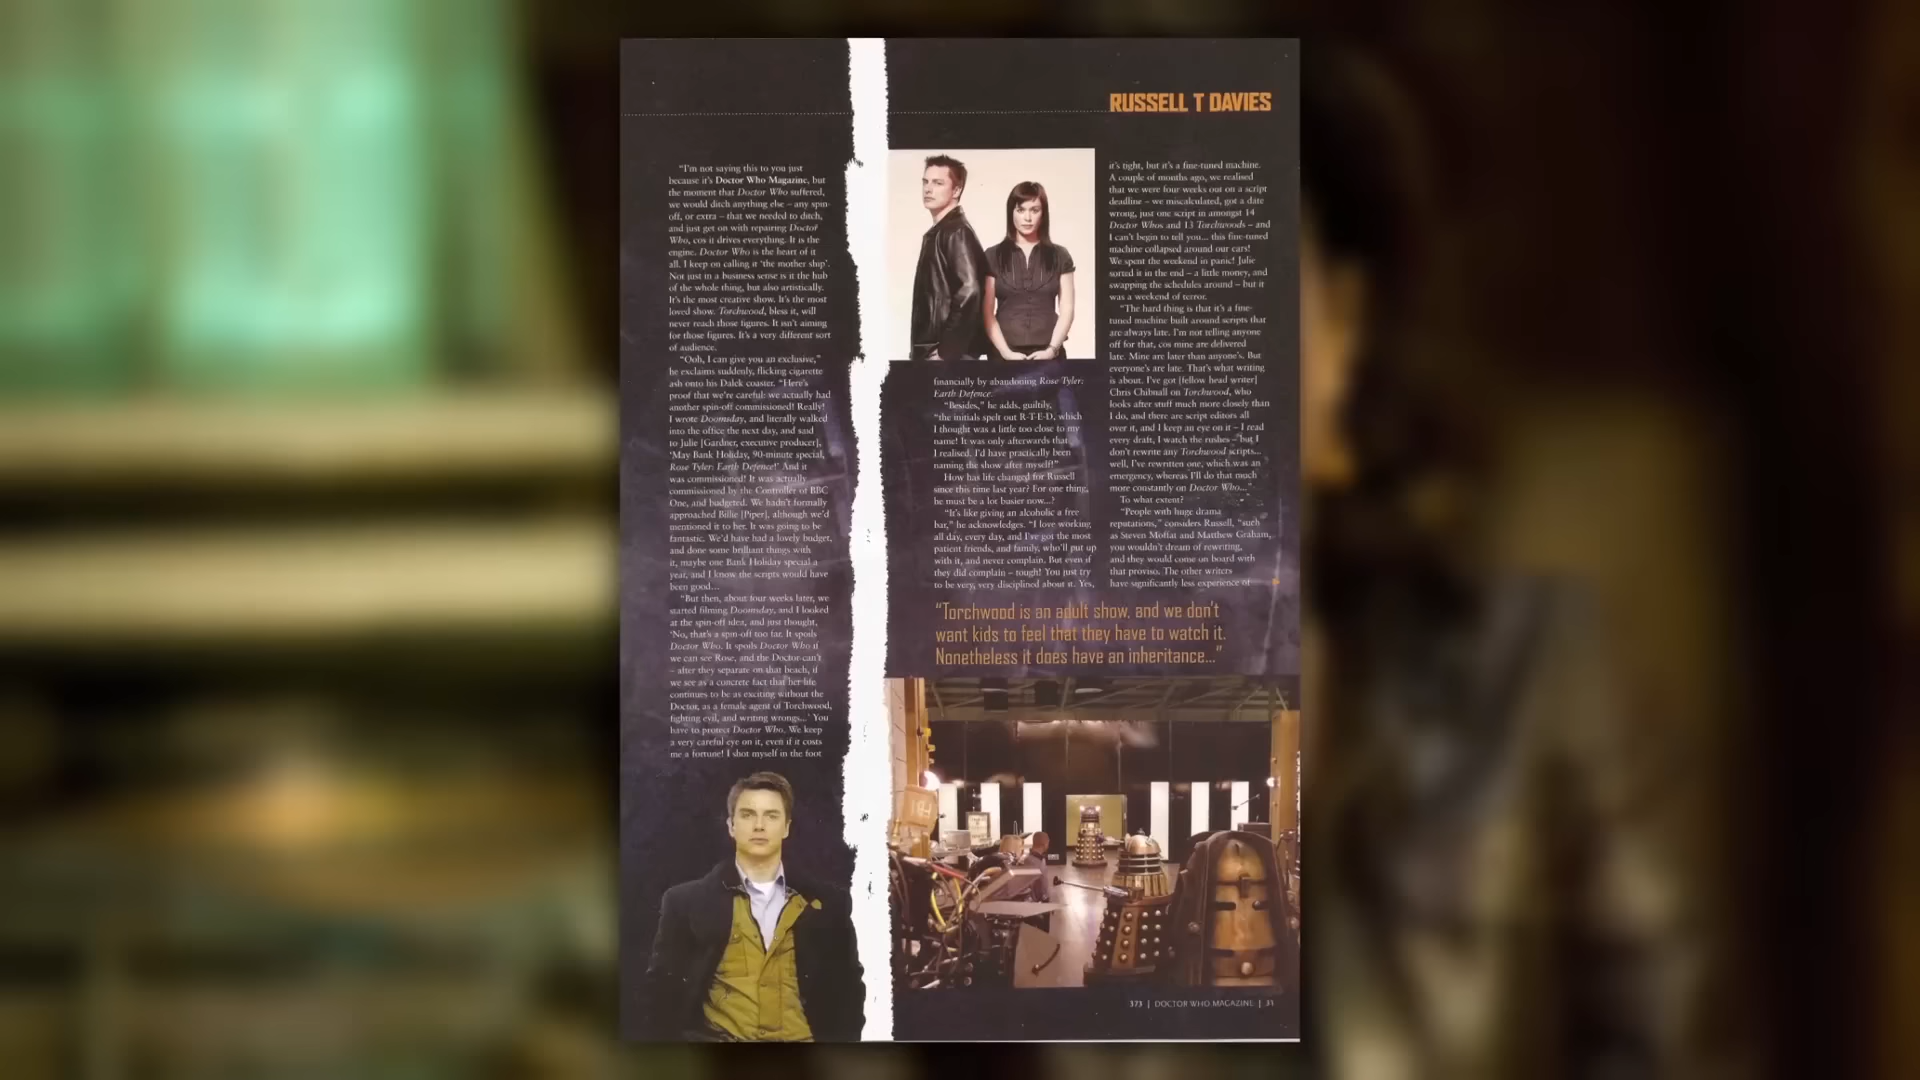 RUSSELL T DAVIES
“I’m not saying this to you just
because it’s Doctor Who Magazine, but
the moment that Doctor Who suffered,
we would ditch anything else – any spin-
off, or extra – that we needed to ditch,
and just get on with repairing Doctor
Who, cos it drives everything. It is the
engine. Doctor Who is the heart of it
all. I keep on calling it ‘the mother ship’.
Not just in a business sense is it the hub
of the whole thing, but also artistically.
It’s the most creative show. It’s the most
loved show. Torchwood, bless it, will
never reach those figures. It isn’t aiming
for those figures. It’s a very different sort
of audience.
“Ooh, I can give you an exclusive,”
he exclaims suddenly, flicking cigarette
ash onto his Dalek coaster. “Here’s
proof that we’re careful: we actually had
another spin-off commissioned! Really!
I wrote Doomsday, and literally walked
into the office the next day, and said
to Julie [Gardner, executive producer],
‘May Bank Holiday, 90-minute special,
Rose Tyler: Earth Defence!’ And it
was commissioned! It was actually
commissioned by the Controller of BBC
One, and budgeted. We hadn’t formally
approached Billie [Piper], although we’d
mentioned it to her. It was going to be
fantastic. We’d have had a lovely budget,
and done some brilliant things with
it, maybe one Bank Holiday special a
year, and I know the scripts would have
been good...
“But then, about four weeks later, we
started filming Doomsday, and I looked
at the spin-off idea, and just thought,
‘No, that’s a spin-off too far. It spoils
Doctor Who. It spoils Doctor Who if
we can see Rose, and the Doctor can’t
– after they separate on that beach, if
we see as a concrete fact that her life
continues to be as exciting without the
Doctor, as a female agent of Torchwood,
fighting evil, and writing wrongs...’ You
have to protect Doctor Who. We keep
a very careful eye on it, even if it costs
me a fortune! I shot myself in the foot
financially by abandoning Rose Tyler:
Earth Defence.
“Besides,” he adds, guiltily,
“the initials spelt out R-T-E-D, which
I thought was a little too close to my
name! It was only afterwards that
I realised. I’d have practically been
naming the show after myself!”
How has life changed for Russell
since this time last year? For one thing,
he must be a lot busier now...?
“It’s like giving an alcoholic a free
bar,” he acknowledges. “I love working
all day, every day, and I’ve got the most
patient friends, and family, who’ll put up
with it, and never complain. But even if
they did complain – tough! You just try
to be very, very disciplined about it. Yes,
it’s tight, but it’s a fine-tuned machine.
A couple of months ago, we realised
that we were four weeks out on a script
deadline – we miscalculated, got a date
wrong, just one script in amongst 14
Doctor Whos and 13 Torchwoods – and
I can’t begin to tell you... this fine-tuned
machine collapsed around our ears!
We spent the weekend in panic! Julie
sorted it in the end – a little money, and
swapping the schedules around – but it
was a weekend of terror.
“The hard thing is that it’s a fine-
tuned machine built around scripts that
are always late. I’m not telling anyone
off for that, cos mine are delivered
late. Mine are later than anyone’s. But
everyone’s are late. That’s what writing
is about. I’ve got [fellow head writer]
Chris Chibnall on Torchwood, who
looks after stuff much more closely than
I do, and there are script editors all
over it, and I keep an eye on it – I read
every draft, I watch the rushes – but I
don’t rewrite any Torchwood scripts...
well, I’ve rewritten one, which was an
emergency, whereas I’ll do that much
more constantly on Doctor Who...”
To what extent?
“People with huge drama
reputations,” considers Russell, “such
as Steven Moffat and Matthew Graham,
you wouldn’t dream of rewriting,
and they would come on board with
that proviso. The other writers
have significantly less experience of
“Torchwood is an adult show, and we don’t
want kids to feel that they have to watch it.
Nonetheless it does have an inheritance...”
373 | DOCTOR WHO MAGAZINE | 31